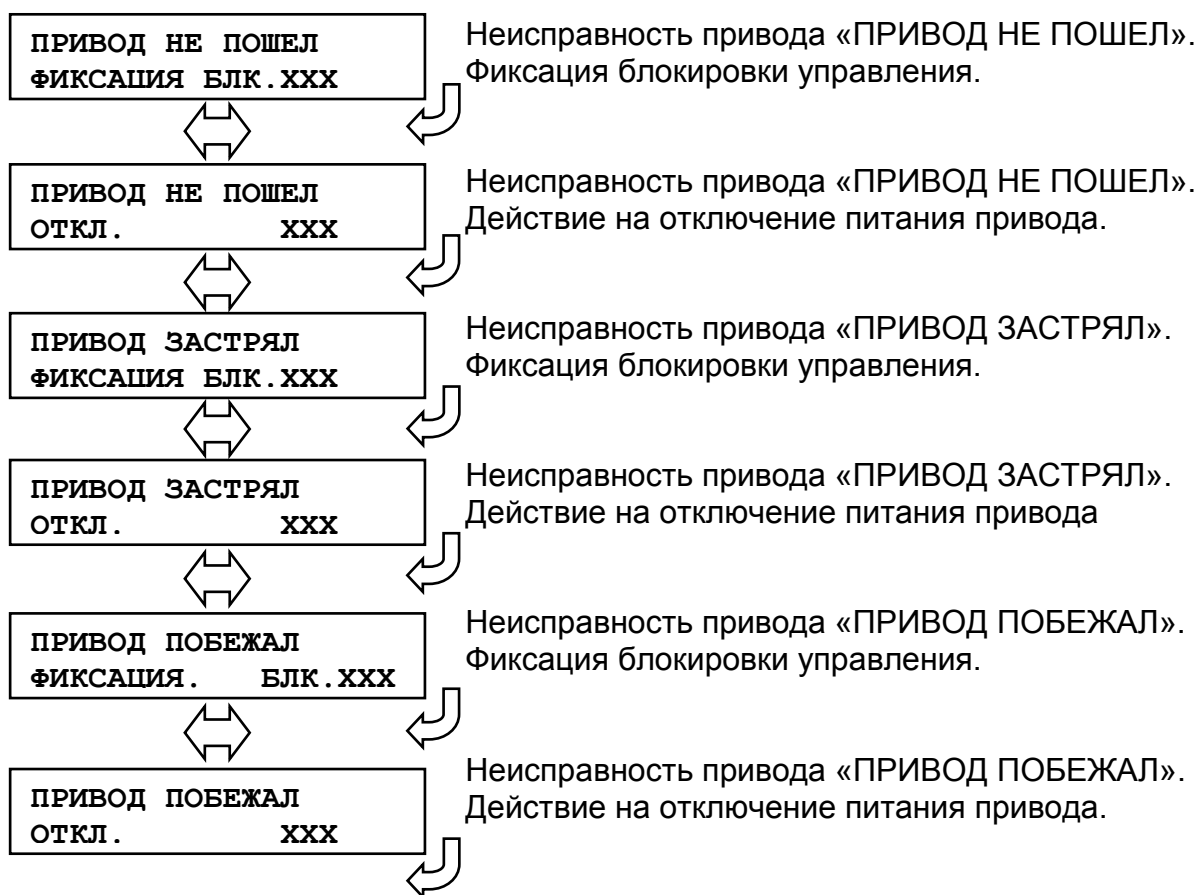 ПРИВОД НЕ ПОШЕЛ
ФИКСАЦИЯ БЛК.XXX
Неисправность привода «ПРИВОД НЕ ПОШЕЛ».
Фиксация блокировки управления.
ПРИВОД НЕ ПОШЕЛ
ОТКЛ. XXX
Неисправность привода «ПРИВОД НЕ ПОШЕЛ».
Действие на отключение питания привода.
ПРИВОД ЗАСТРЯЛ
ФИКСАЦИЯ БЛК.XXX
Неисправность привода «ПРИВОД ЗАСТРЯЛ».
Фиксация блокировки управления.
ПРИВОД ЗАСТРЯЛ
ОТКЛ. XXX
Неисправность привода «ПРИВОД ЗАСТРЯЛ».
Действие на отключение питания привода
ПРИВОД ПОБЕЖАЛ
ФИКСАЦИЯ. БЛК.XXX
Неисправность привода «ПРИВОД ПОБЕЖАЛ».
Фиксация блокировки управления.
ПРИВОД ПОБЕЖАЛ
ОТКЛ. XXX
Неисправность привода «ПРИВОД ПОБЕЖАЛ».
Действие на отключение питания привода.